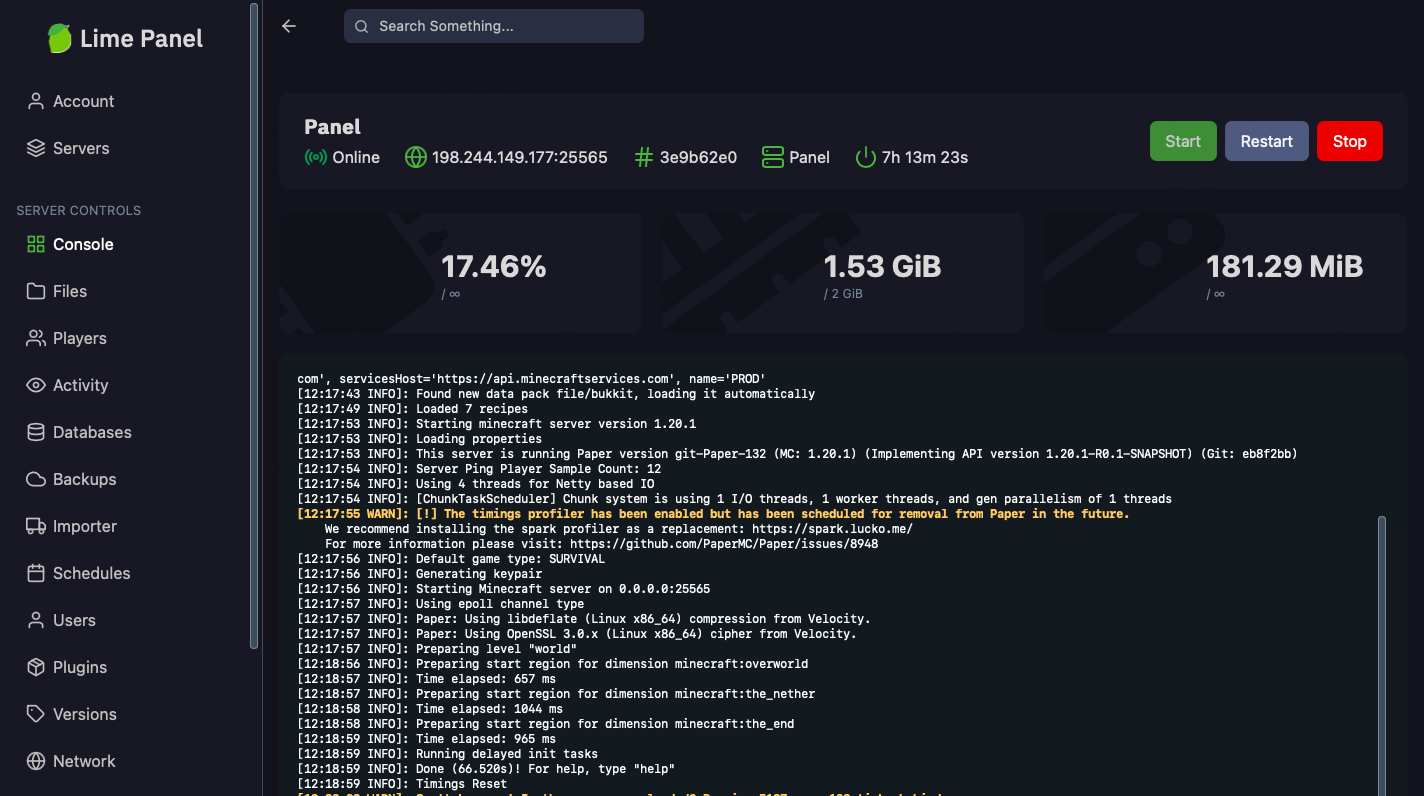 Lime Panel
Search Something...
Account
Servers
SERVER CONTROLS
Console
Files
Players
Activity
Databases
Backups
Importer
Schedules
Users
Plugins
Versions
Network
Panel
Online 198.244.149.177:25565 3e9b62e0 Panel 7h 13m 23s
Start Restart Stop
17.46%
/ ∞
1.53 GiB
/ 2 GiB
181.29 MiB
/ ∞
com', servicesHost='https://api.minecraftservices.com', name='PROD'
[12:17:43 INFO]: Found new data pack file/bukkit, loading it automatically
[12:17:49 INFO]: Loaded 7 recipes
[12:17:53 INFO]: Starting minecraft server version 1.20.1
[12:17:53 INFO]: Loading properties
[12:17:53 INFO]: This server is running Paper version git-Paper-132 (MC: 1.20.1) (Implementing API version 1.20.1-R0.1-SNAPSHOT) (Git: eb8f2bb)
[12:17:54 INFO]: Server Ping Player Sample Count: 12
[12:17:54 INFO]: Using 4 threads for Netty based IO
[12:17:54 INFO]: [ChunkTaskScheduler] Chunk system is using 1 I/O threads, 1 worker threads, and gen parallelism of 1 threads
[12:17:55 WARN]: [!] The timings profiler has been enabled but has been scheduled for removal from Paper in the future.
We recommend installing the spark profiler as a replacement: https://spark.lucko.me/
For more information please visit: https://github.com/PaperMC/Paper/issues/8948
[12:17:56 INFO]: Default game type: SURVIVAL
[12:17:56 INFO]: Generating keypair
[12:17:56 INFO]: Starting Minecraft server on 0.0.0.0:25565
[12:17:57 INFO]: Using epoll channel type
[12:17:57 INFO]: Paper: Using libdeflate (Linux x86_64) compression from Velocity.
[12:17:57 INFO]: Paper: Using OpenSSL 3.0.x (Linux x86_64) cipher from Velocity.
[12:17:57 INFO]: Preparing level "world"
[12:18:56 INFO]: Preparing start region for dimension minecraft:overworld
[12:18:57 INFO]: Time elapsed: 657 ms
[12:18:57 INFO]: Preparing start region for dimension minecraft:the_nether
[12:18:58 INFO]: Time elapsed: 1044 ms
[12:18:58 INFO]: Preparing start region for dimension minecraft:the_end
[12:18:59 INFO]: Time elapsed: 965 ms
[12:18:59 INFO]: Running delayed init tasks
[12:18:59 INFO]: Done (66.520s)! For help, type "help"
[12:18:59 INFO]: Timings Reset